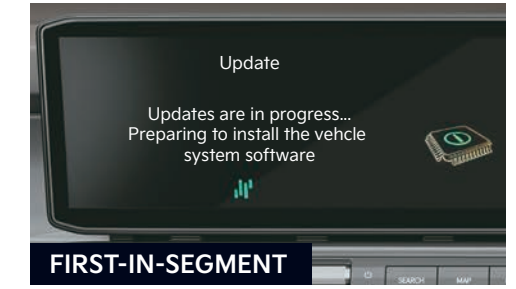 Update
Updates are in progress...
Preparing to install the vehcle
system software
FIRST-IN-SEGMENT
SEARCH
MAP